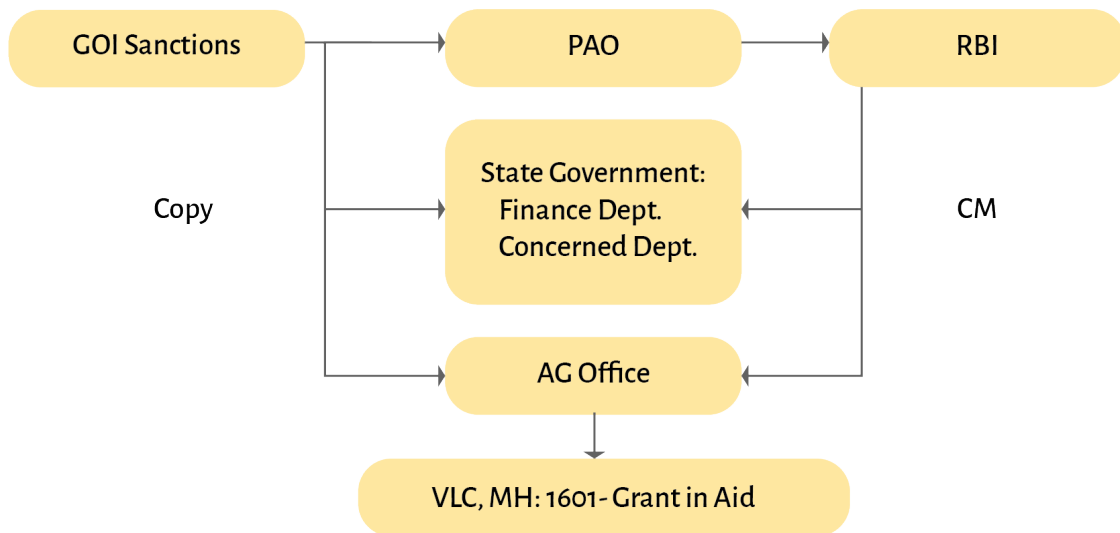 GOI Sanctions
PAO
RBI
State Government:
Finance Dept.
Concerned Dept.
Copy
CM
AG Office
VLC, MH: 1601- Grant in Aid